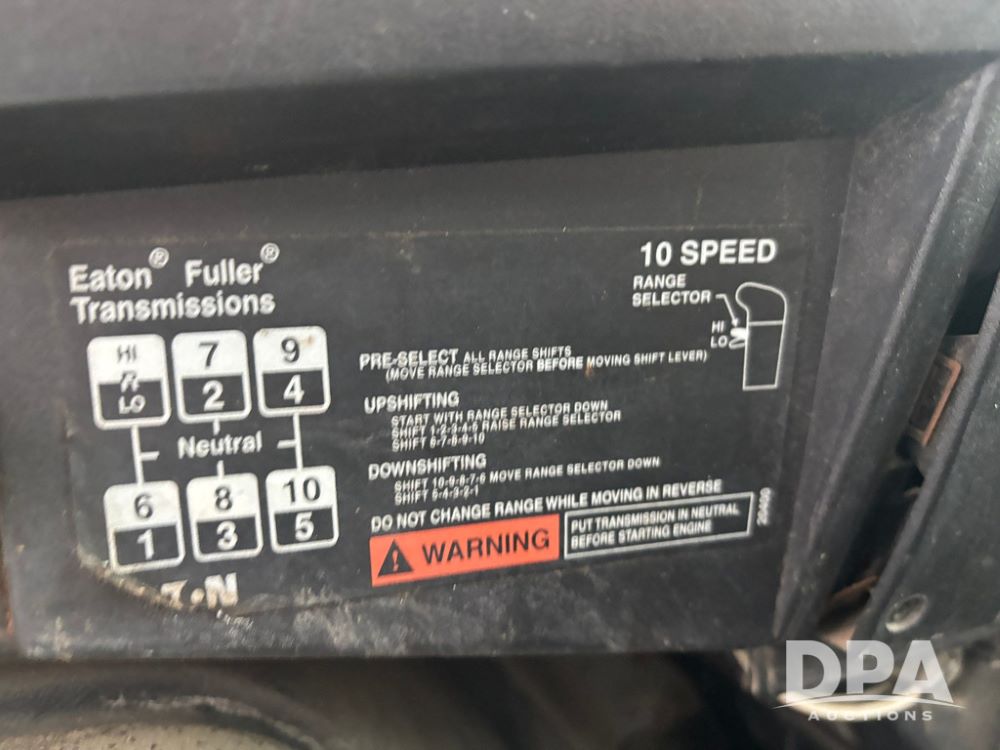 Eaton® Fuller®
Transmissions
10 SPEED
RANGE
SELECTOR
HI
LO
HI 7 9
R 2 4
LO
Neutral
6 8 10
1 3 5
PRE-SELECT ALL RANGE SHIFTS
(MOVE RANGE SELECTOR BEFORE MOVING SHIFT LEVER)
UPSHIFTING
START WITH RANGE SELECTOR DOWN
SHIFT 1-2-3-4-5 RAISE RANGE SELECTOR
SHIFT 6-7-8-9-10
DOWNSHIFTING
SHIFT 10-9-8-7-6 MOVE RANGE SELECTOR DOWN
SHIFT 5-4-3-2-1
DO NOT CHANGE RANGE WHILE MOVING IN REVERSE
WARNING
PUT TRANSMISSION IN NEUTRAL
BEFORE STARTING ENGINE
DPA
AUCTIONS